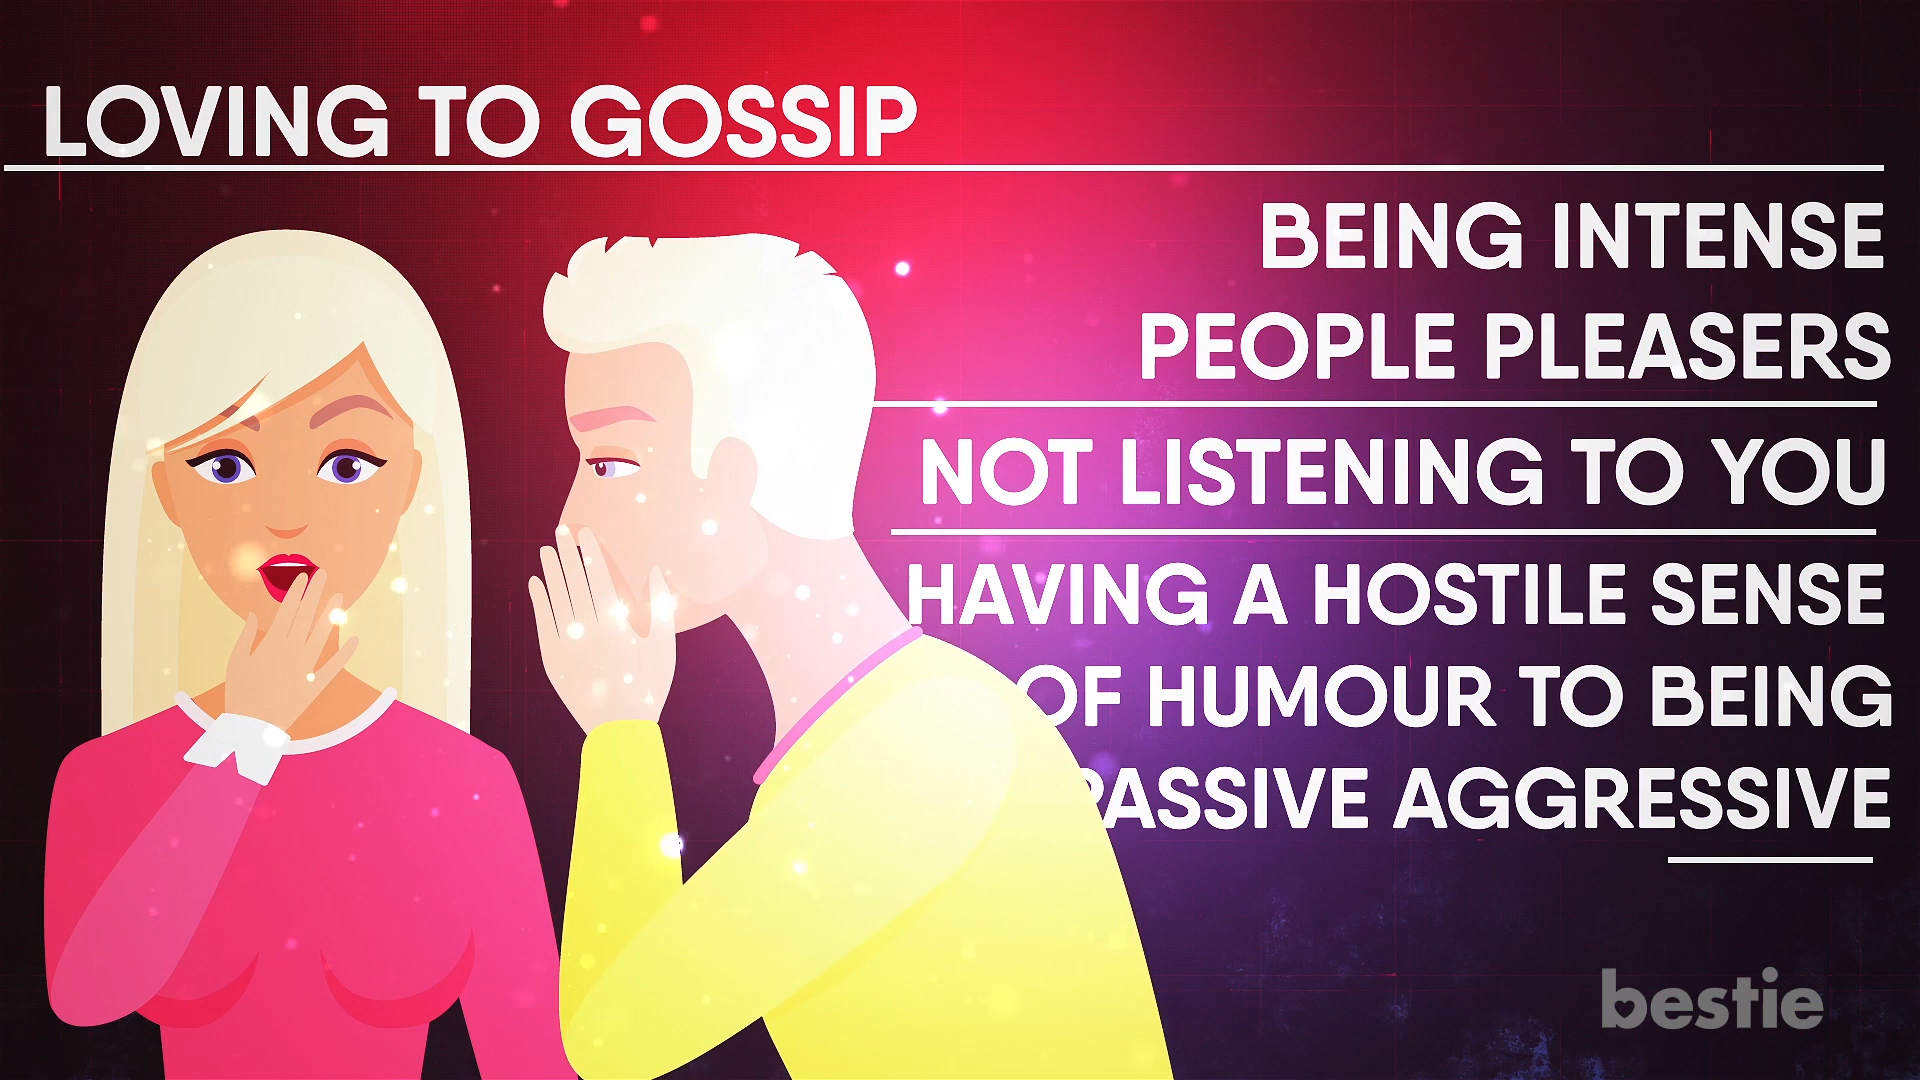 LOVING TO GOSSIP
BEING INTENSE
PEOPLE PLEASERS
NOT LISTENING TO YOU
HAVING A HOSTILE SENSE
OF HUMOUR TO BEING
PASSIVE AGGRESSIVE
bestie